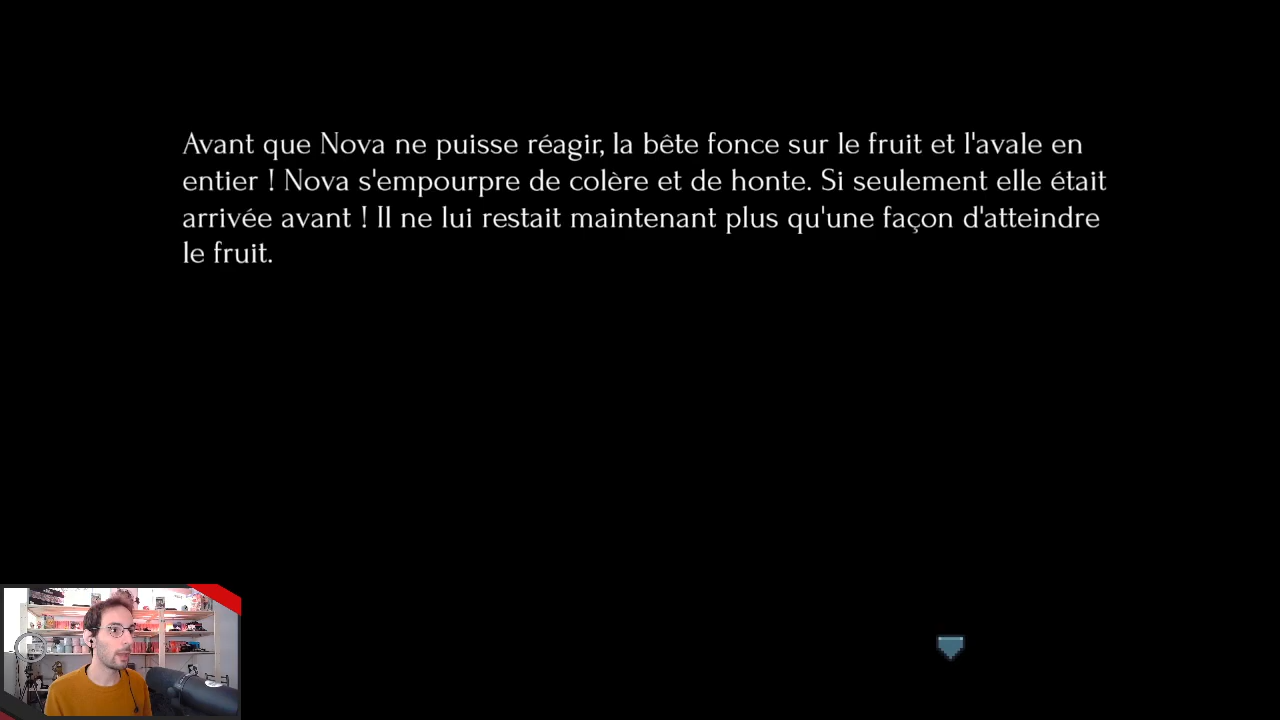 Avant que Nova ne puisse réagir, la bête fonce sur le fruit et l'avale en
entier ! Nova s'empourpre de colère et de honte. Si seulement elle était
arrivée avant ! Il ne lui restait maintenant plus qu'une façon d'atteindre
le fruit.